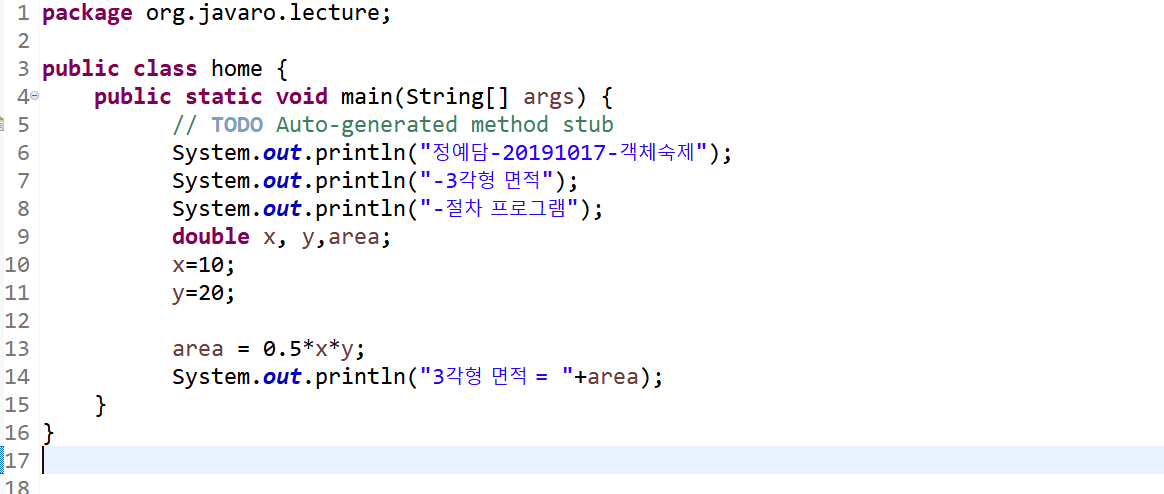 1 package org.javaro.lecture;
2
3 public class home {
4 public static void main(String[] args) {
5 // TODO Auto-generated method stub
6 System.out.println("정예담-20191017-객체숙제");
7 System.out.println("-3각형 면적");
8 System.out.println("-절차 프로그램");
9 double x, y,area;
10 x=10;
11 y=20;
12
13 area = 0.5*x*y;
14 System.out.println("3각형 면적 = "+area);
15 }
16 }
17
18